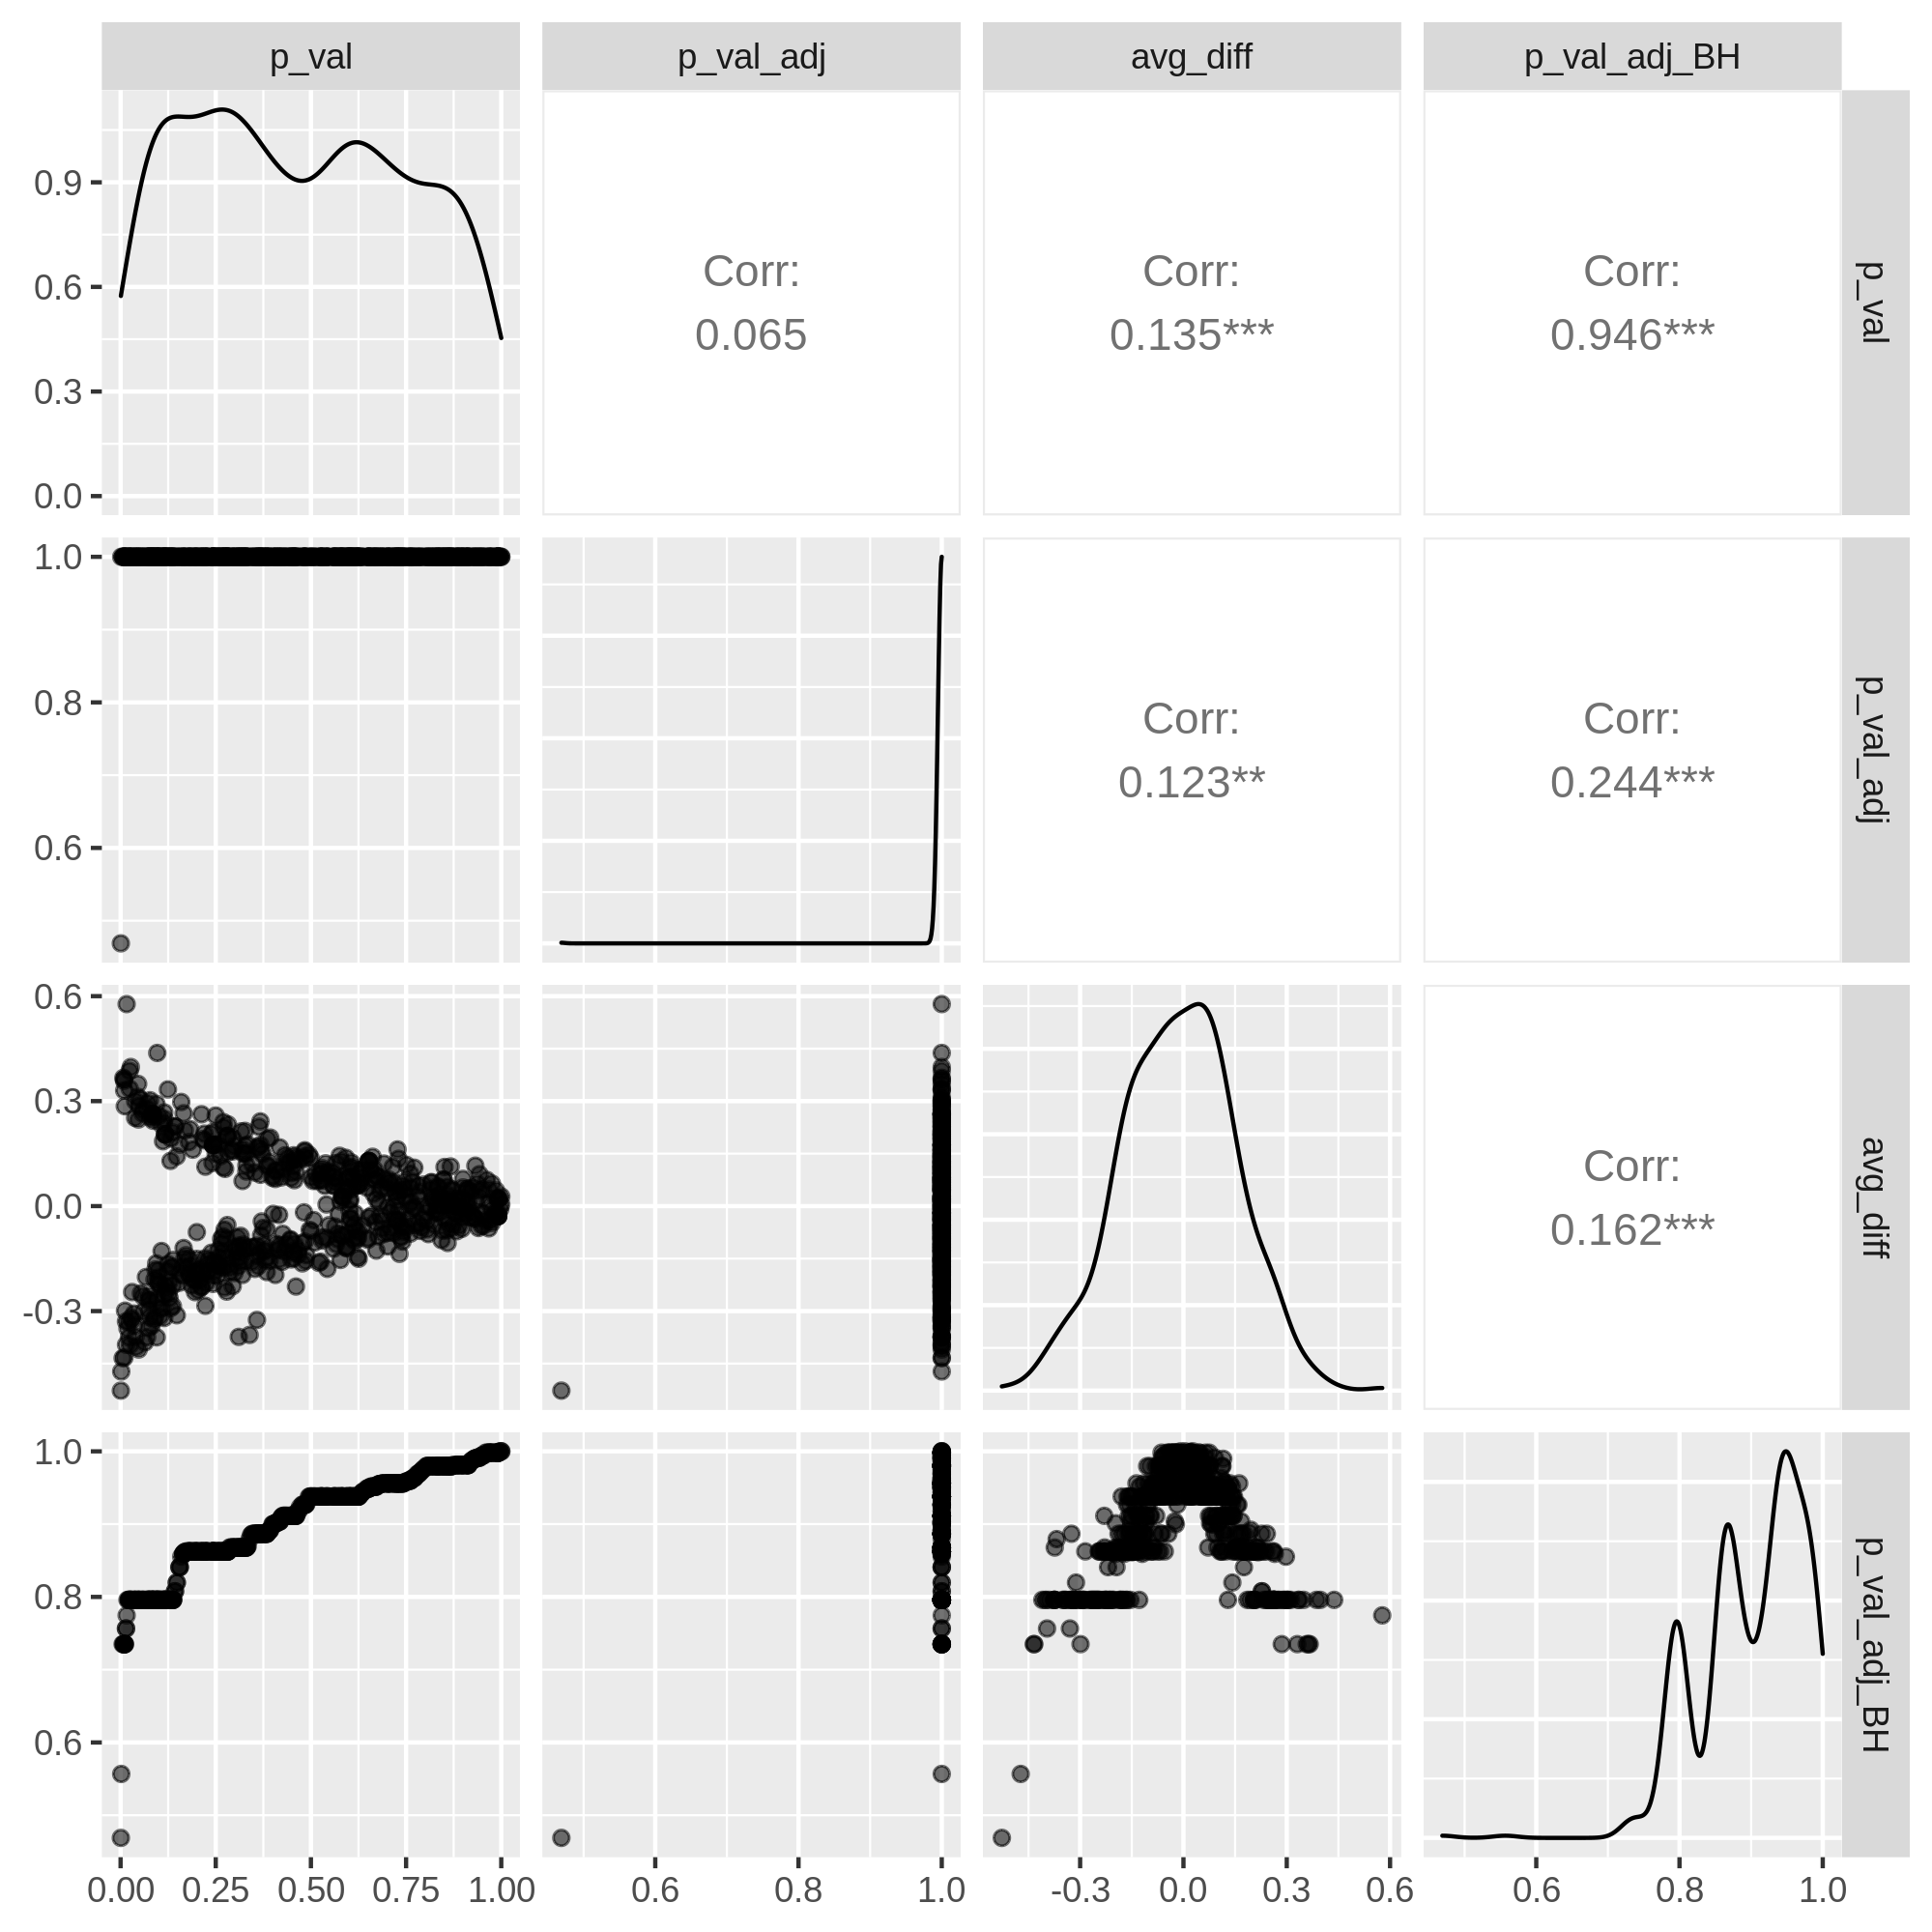 p_val p_val_adj avg_diff p_val_adj_BH
0.9
0.6
0.3
0.0
Corr:
0.065
Corr:
0.135***
Corr:
0.946***
p_val
1.0
0.8
0.6
Corr:
0.123**
Corr:
0.244***
p_val_adj
0.6
0.3
0.0
-0.3
Corr:
0.162***
avg_diff
1.0
0.8
0.6
p_val_adj_BH
0.00 0.25 0.50 0.75 1.00 0.6 0.8 1.0 -0.3 0.0 0.3 0.6 0.6 0.8 1.0